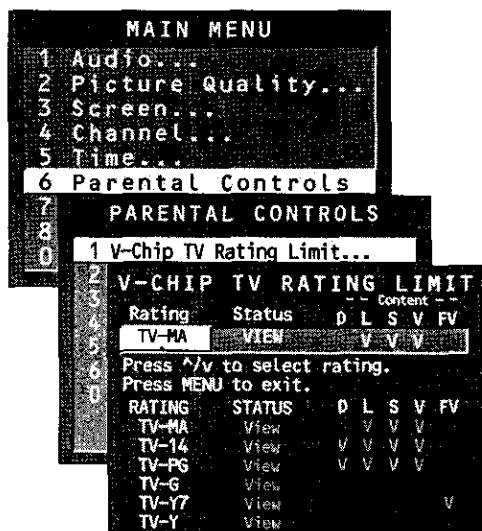 MAIN MENU
1 Audio...
2 Picture Quality...
3 Screen...
4 Channel...
5 Time...
6 Parental Controls
7
8
0
PARENTAL CONTROLS
1 V-Chip TV Rating Limit...
2
3
4
5
6
0
V-CHIP TV RATING LIMIT
-- Content --
Rating Status D L S V FV
TV-MA VIEW V V V
Press ^/v to select rating.
Press MENU to exit.
RATING STATUS D L S V FV
TV-MA View V V V
TV-14 View V V V V
TV-PG View V V V V
TV-G View
TV-Y7 View V
TV-Y View